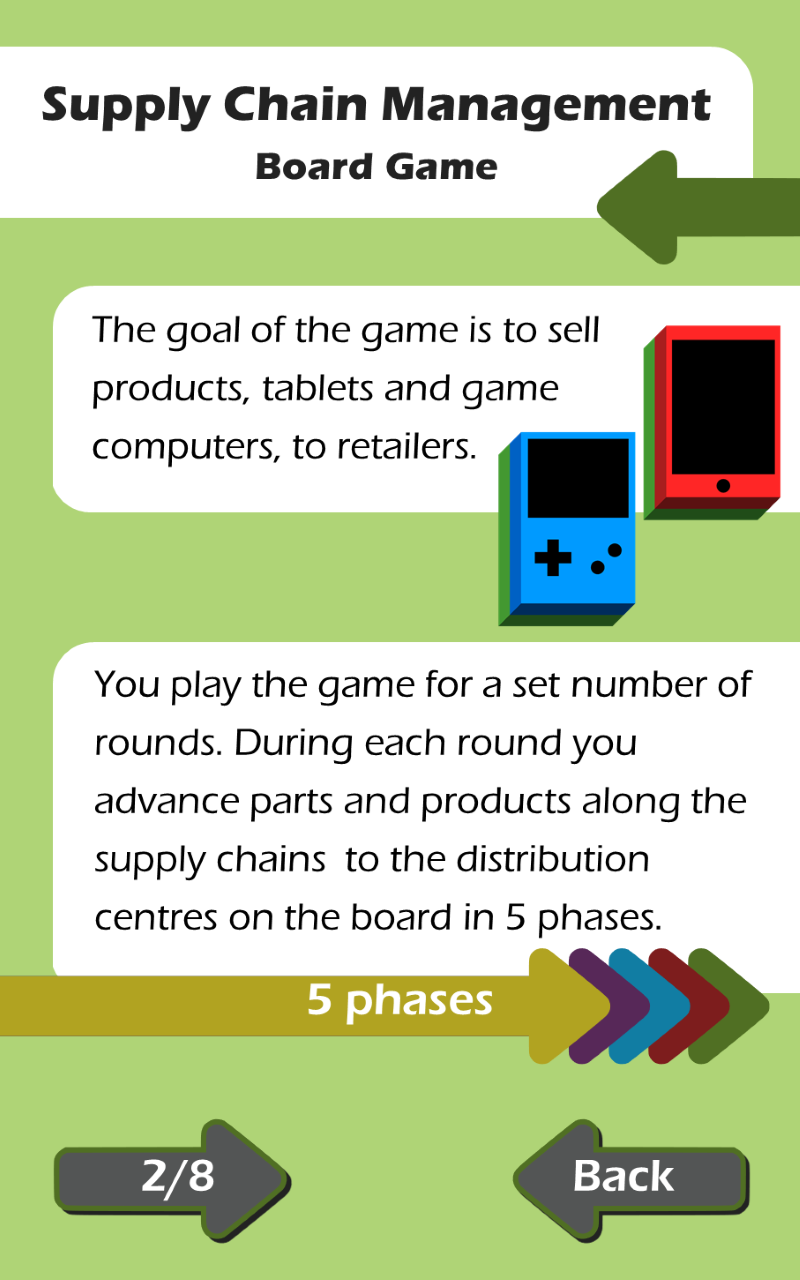 Supply Chain Management
Board Game
The goal of the game is to sell
products, tablets and game
computers, to retailers.
You play the game for a set number of
rounds. During each round you
advance parts and products along the
supply chains  to the distribution
centres on the board in 5 phases.
5 phases
2/8
Back